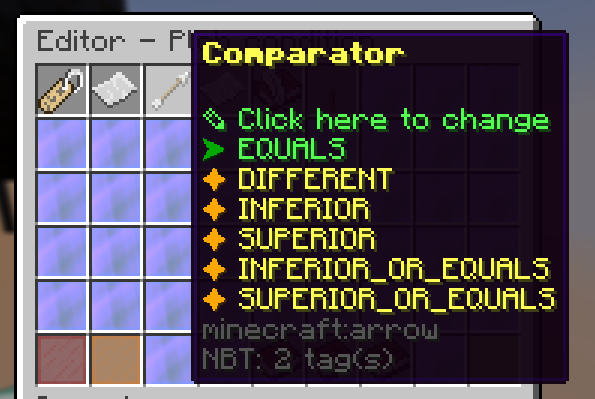 Editor -
Comparator
Click here to change
EQUALS
DIFFERENT
INFERIOR
SUPERIOR
INFERIOR_OR_EQUALS
SUPERIOR_OR_EQUALS
minecraft:arrow
NBT: 2 tag(s)